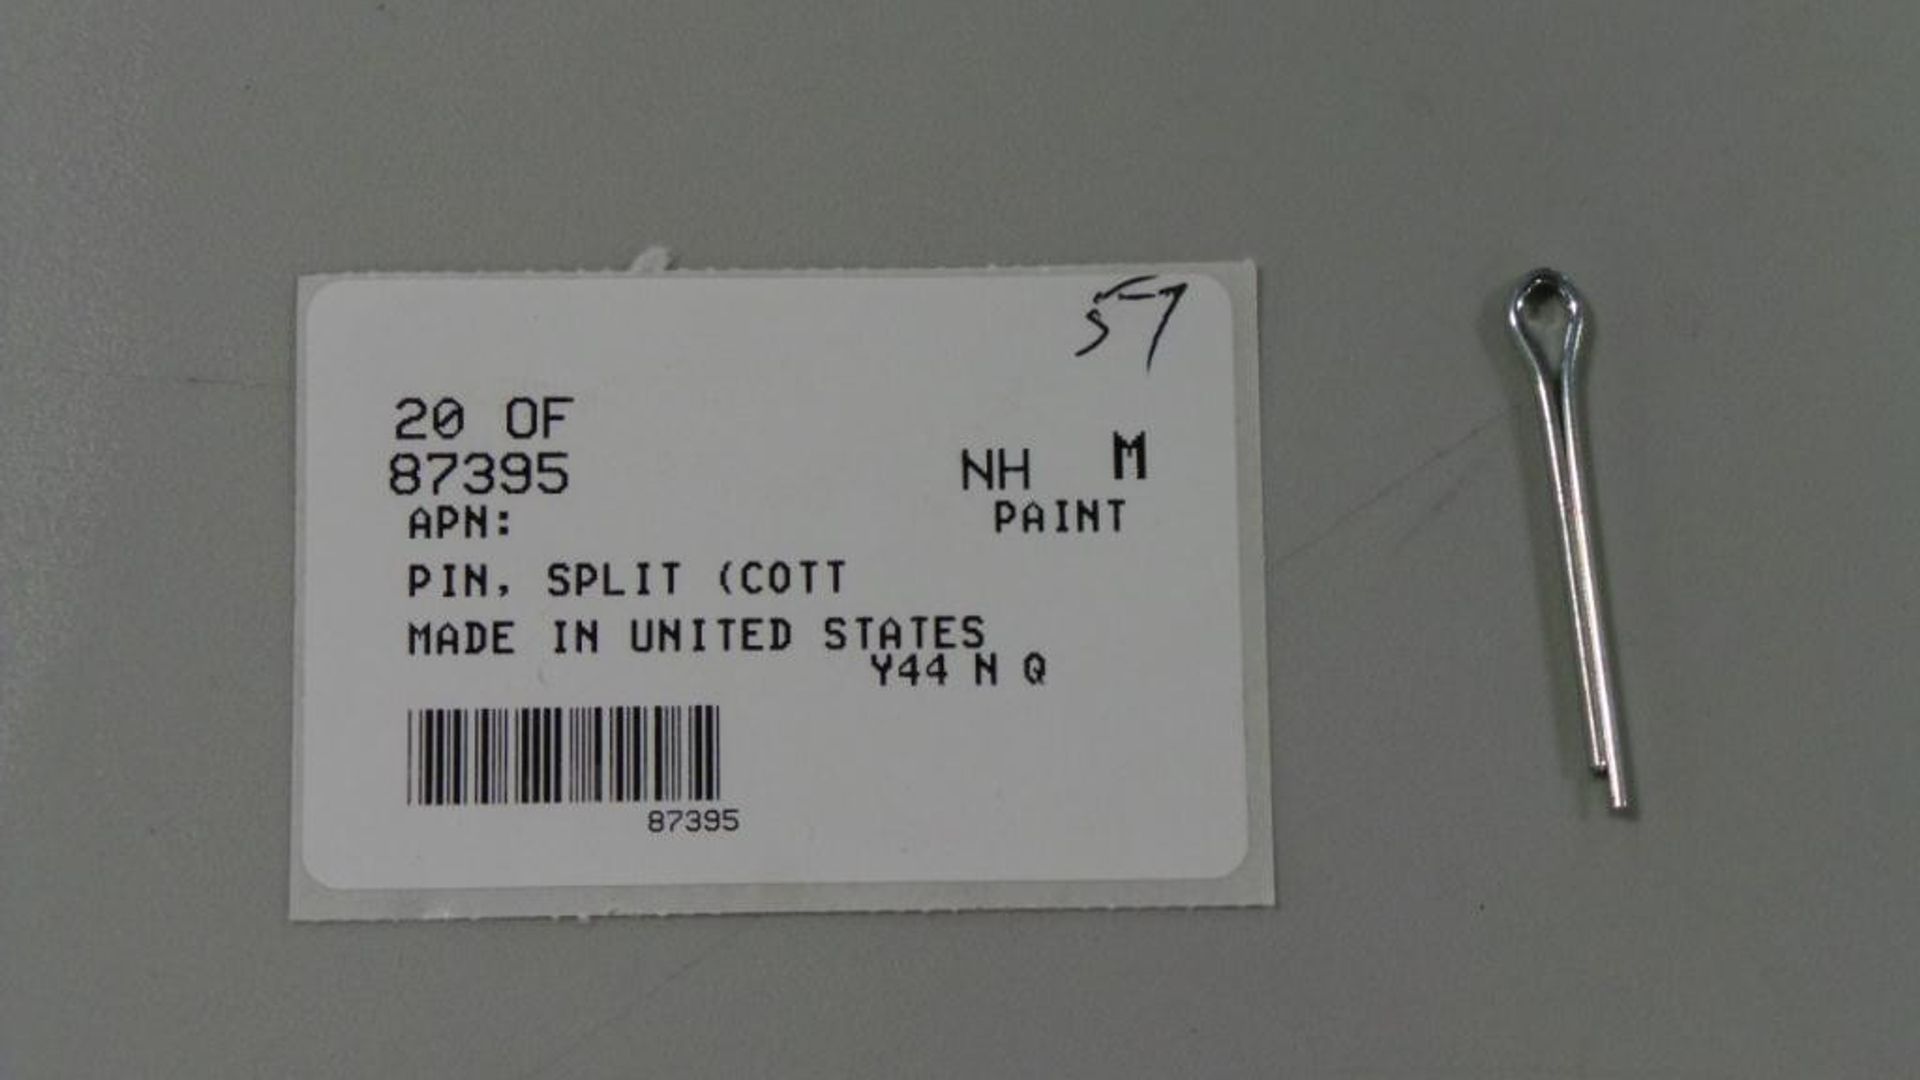 57
20 OF
87395
NH M
APN:
PAINT
PIN, SPLIT (COTT
MADE IN UNITED STATES
Y44 N Q
87395